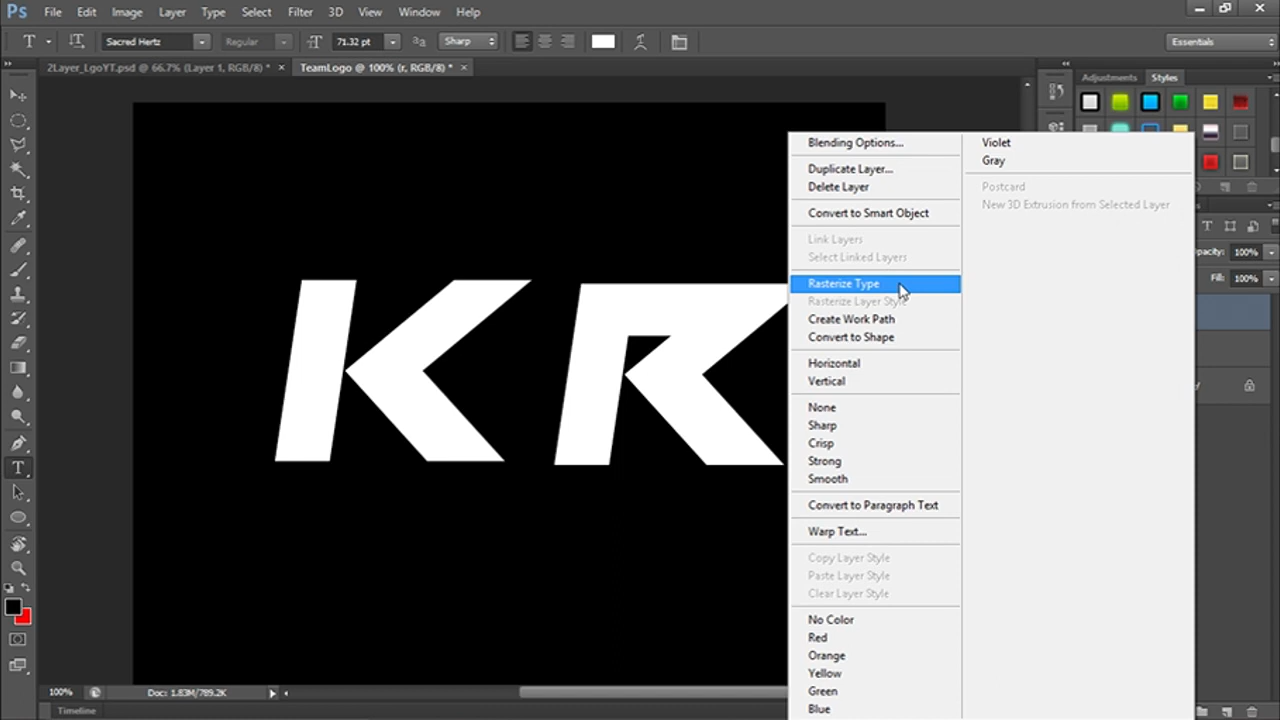 Ps File Edit Image Layer Type Select Filter 3D View Window Help
T Sacred Hertz Regular 71.32 pt Sharp Essentials
2Layer_LgoYT.psd @ 66.7% (Layer 1, RGB/8) * × TeamLogo @ 100% (r, RGB/8) * ×
Adjustments Styles
K R
Blending Options...
Duplicate Layer...
Delete Layer
Convert to Smart Object
Link Layers
Select Linked Layers
Rasterize Type
Rasterize Layer Style
Create Work Path
Convert to Shape
Horizontal
Vertical
None
Sharp
Crisp
Strong
Smooth
Convert to Paragraph Text
Warp Text...
Copy Layer Style
Paste Layer Style
Clear Layer Style
No Color
Red
Orange
Yellow
Green
Blue
Violet
Gray
Postcard
New 3D Extrusion from Selected Layer
pacity: 100%
Fill: 100%
100% Doc: 1.83M/789.2K
Timeline